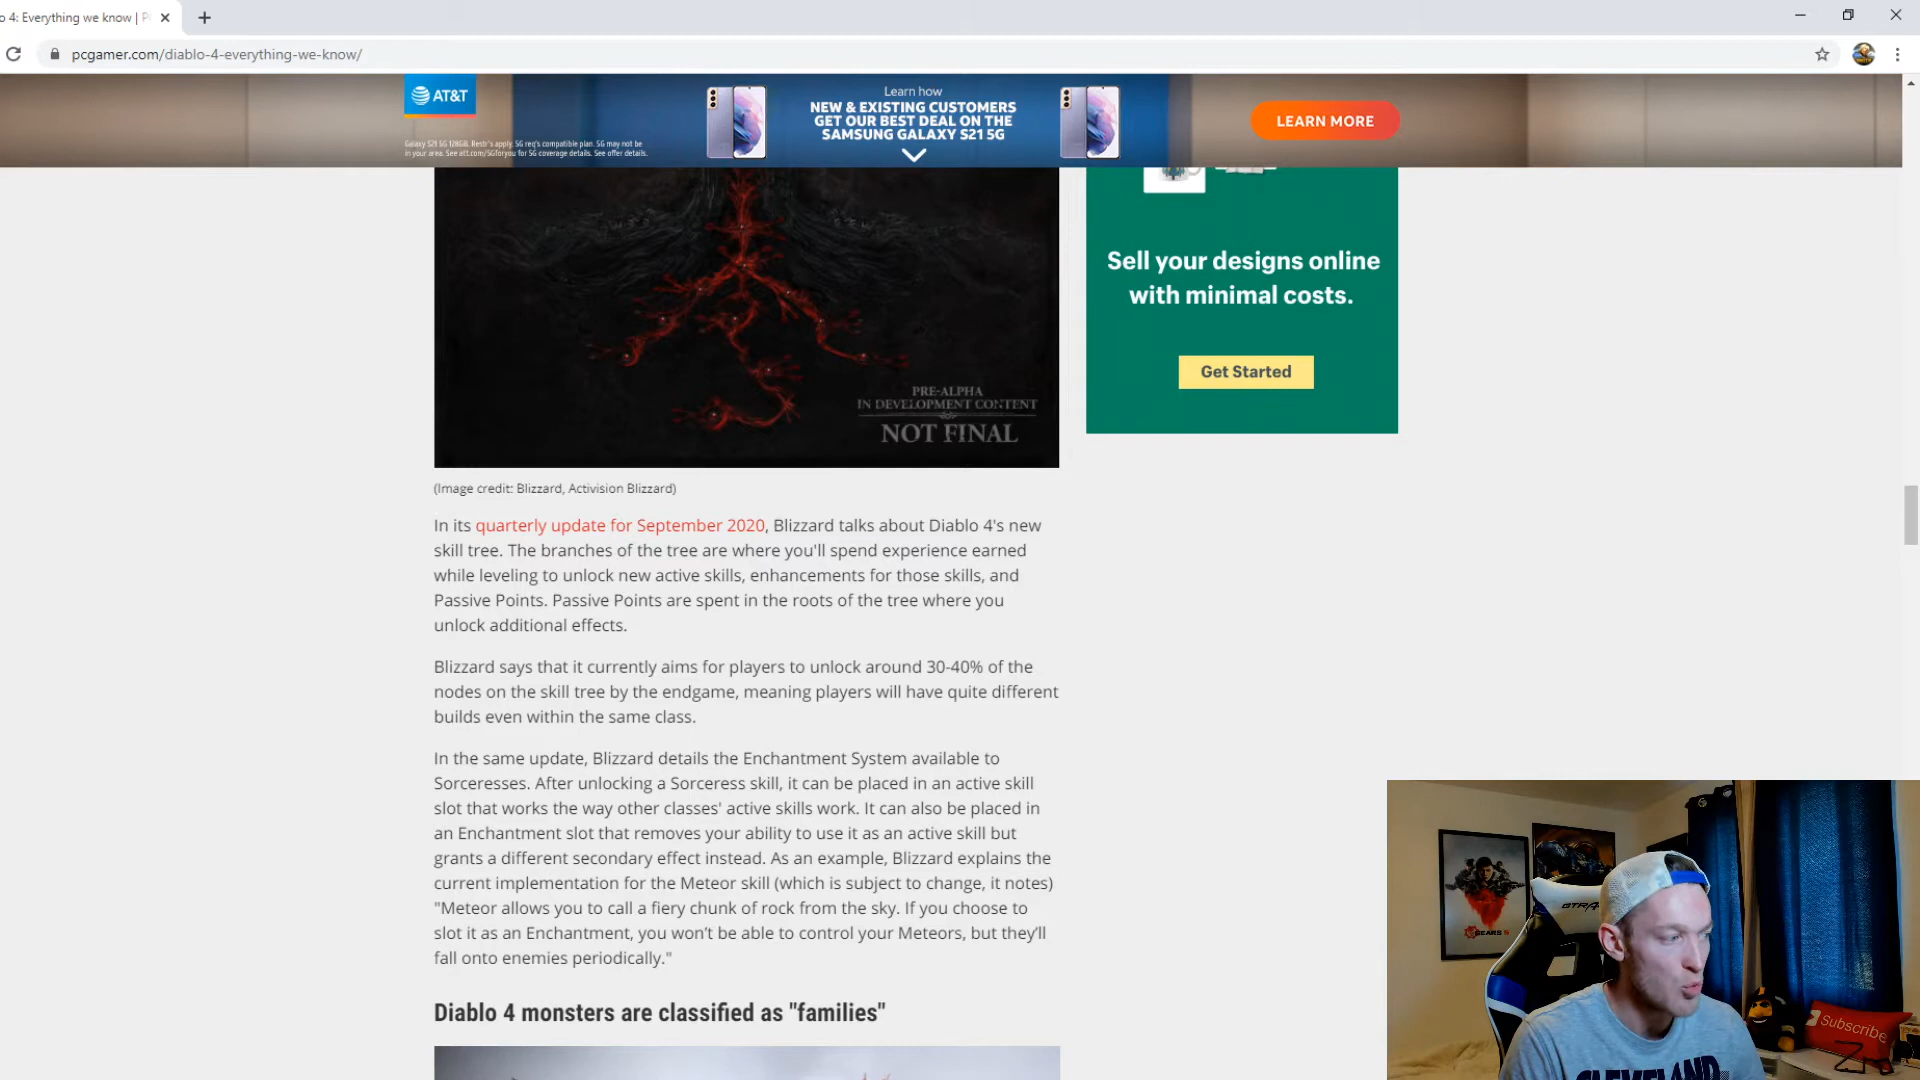 o 4: Everything we know | P
pcgamer.com/diablo-4-everything-we-know/
AT&T
Galaxy S21 5G 128GB. Restr's apply. 5G req's compatible plan. 5G may not be
in your area. See att.com/5Gforyou for 5G coverage details. See offer details.
Learn how
NEW & EXISTING CUSTOMERS
GET OUR BEST DEAL ON THE
SAMSUNG GALAXY S21 5G
LEARN MORE
Sell your designs online
with minimal costs.
Get Started
PRE-ALPHA
IN DEVELOPMENT CONTENT
NOT FINAL
(Image credit: Blizzard, Activision Blizzard)
In its quarterly update for September 2020, Blizzard talks about Diablo 4's new
skill tree. The branches of the tree are where you'll spend experience earned
while leveling to unlock new active skills, enhancements for those skills, and
Passive Points. Passive Points are spent in the roots of the tree where you
unlock additional effects.
Blizzard says that it currently aims for players to unlock around 30-40% of the
nodes on the skill tree by the endgame, meaning players will have quite different
builds even within the same class.
In the same update, Blizzard details the Enchantment System available to
Sorceresses. After unlocking a Sorceress skill, it can be placed in an active skill
slot that works the way other classes' active skills work. It can also be placed in
an Enchantment slot that removes your ability to use it as an active skill but
grants a different secondary effect instead. As an example, Blizzard explains the
current implementation for the Meteor skill (which is subject to change, it notes)
"Meteor allows you to call a fiery chunk of rock from the sky. If you choose to
slot it as an Enchantment, you won't be able to control your Meteors, but they'll
fall onto enemies periodically."
Diablo 4 monsters are classified as "families"
GEARS 5
GTRA
Subscribe
CLEVELAND